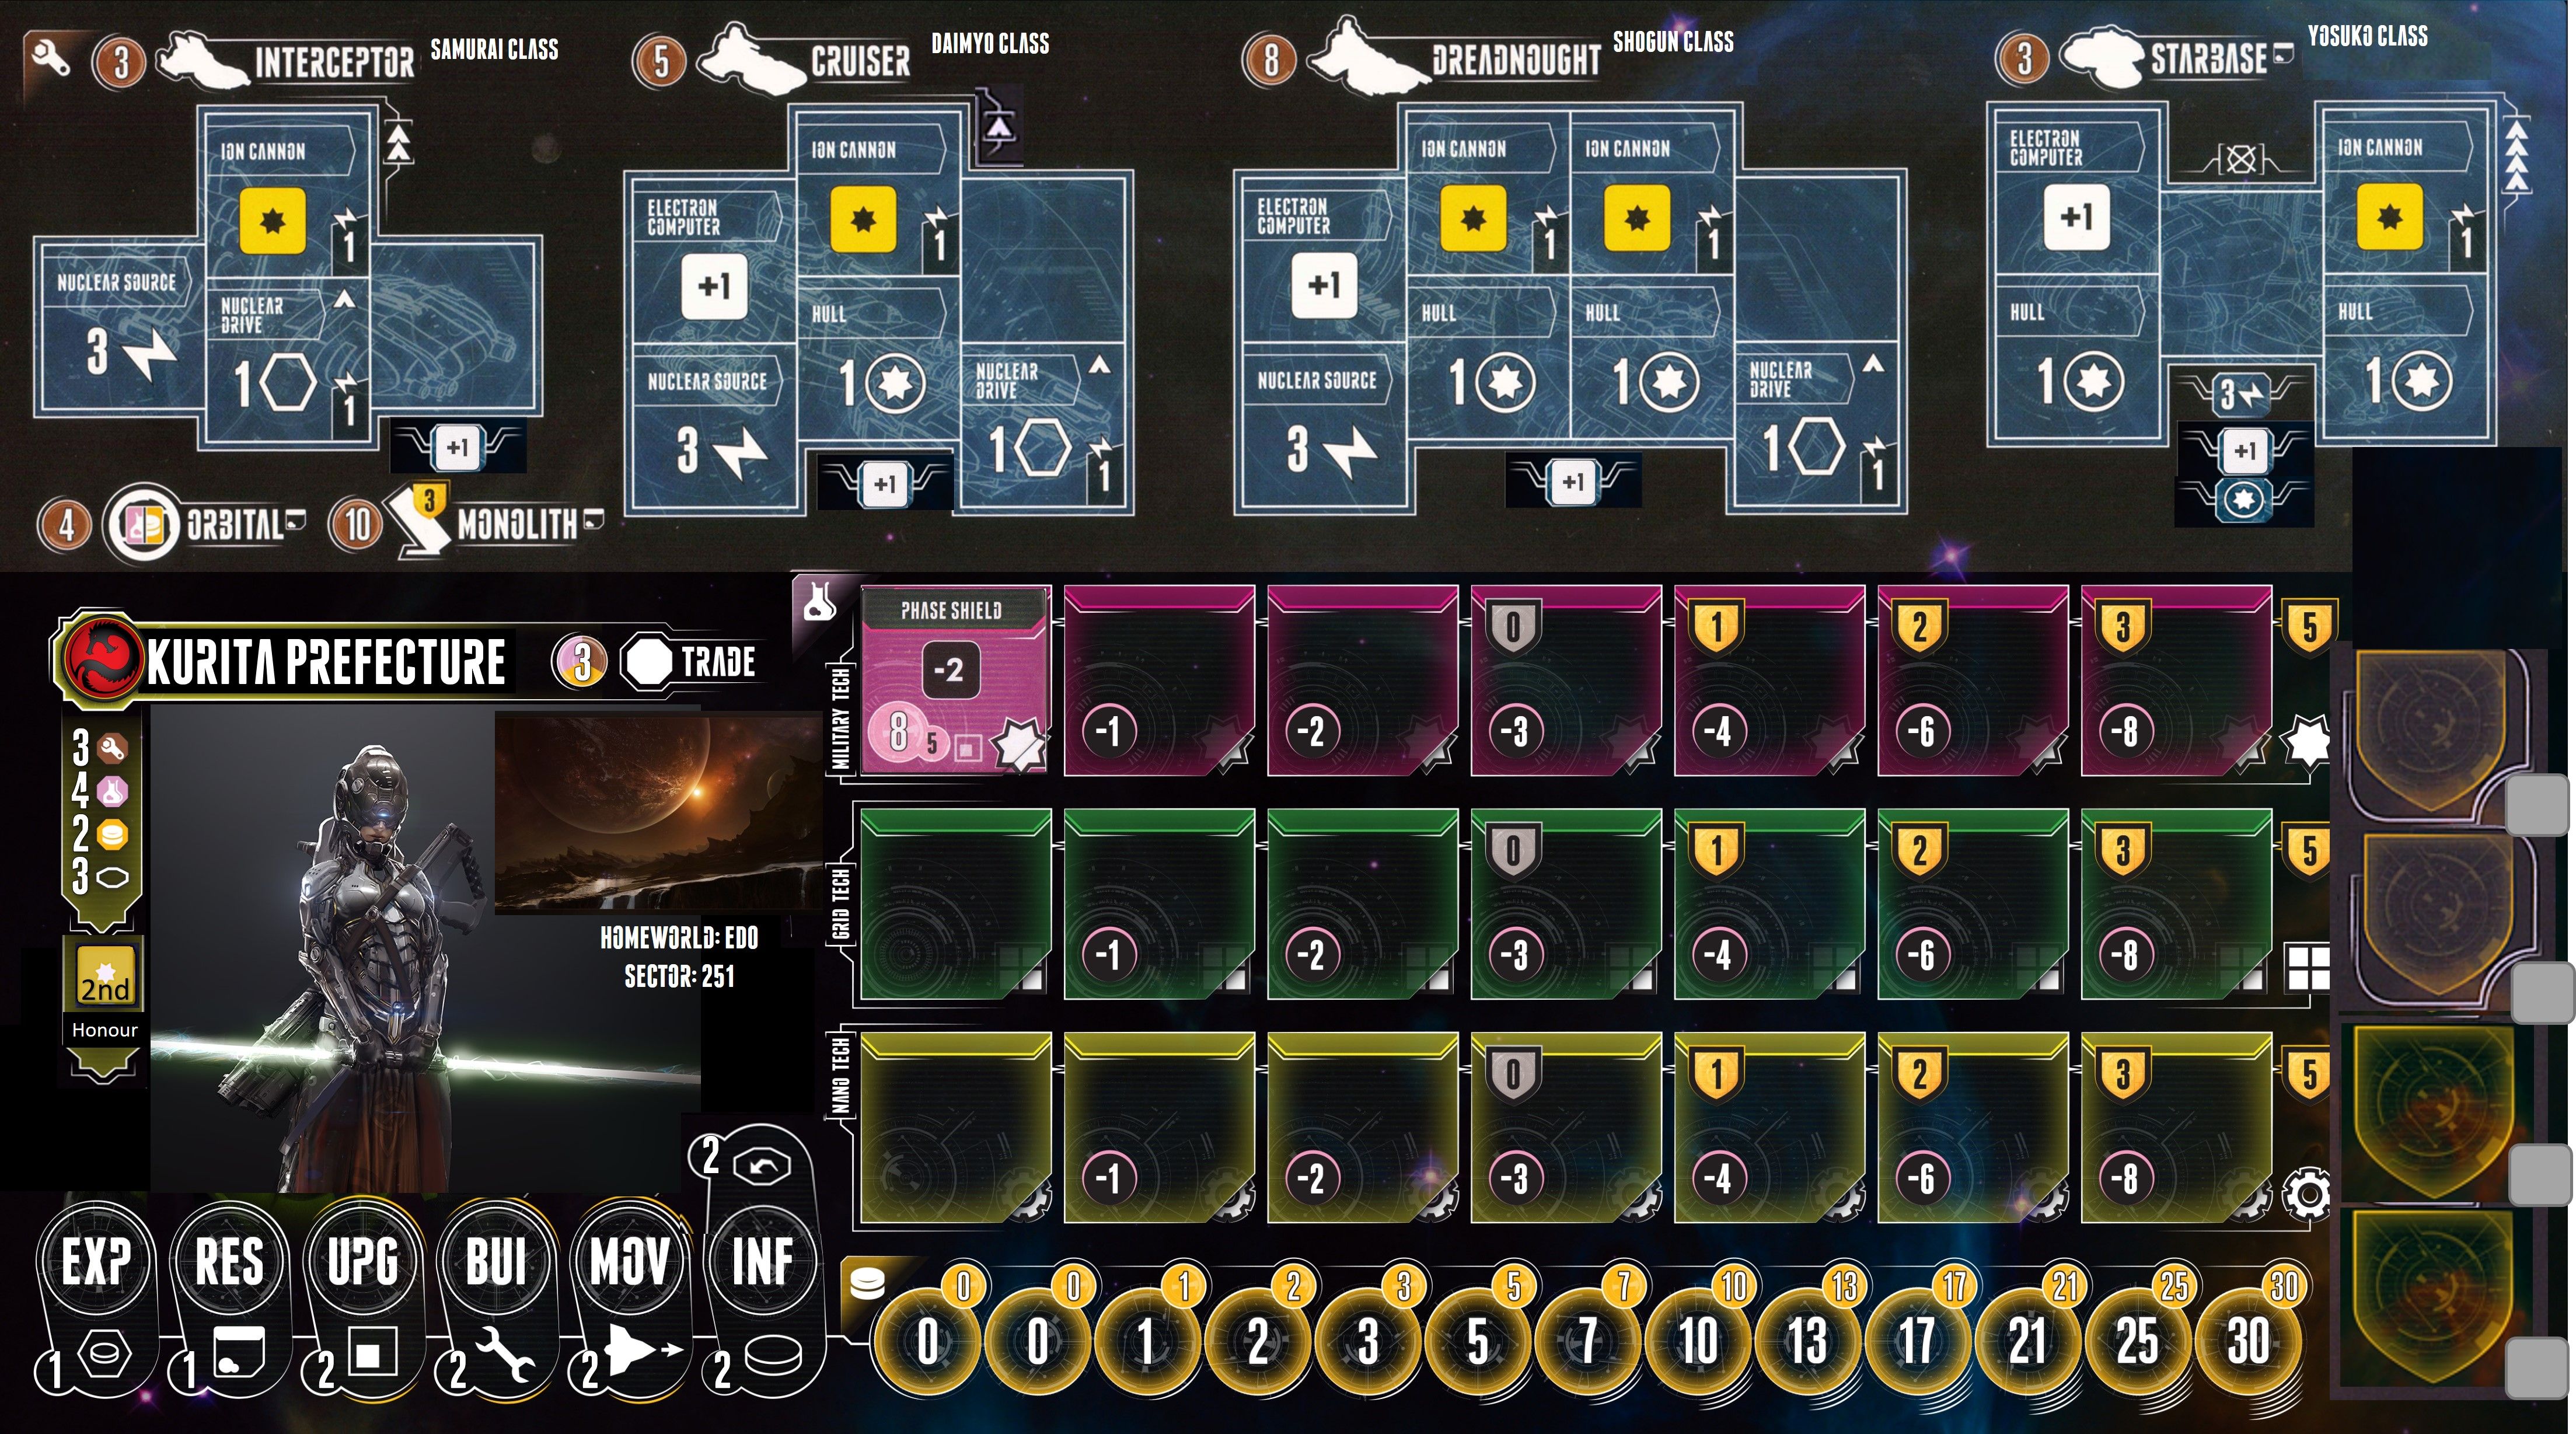 3 INTERCEPTOR SAMURAI CLASS
ION CANNON
1
NUCLEAR SOURCE
3
NUCLEAR
DRIVE
1
1
+1
5 CRUISER DAIMYO CLASS
ELECTRON
COMPUTER
+1
ION CANNON
1
HULL
1
NUCLEAR SOURCE
3
NUCLEAR
DRIVE
1
1
+1
8 DREADNOUGHT SHOGUN CLASS
ELECTRON
COMPUTER
+1
ION CANNON
1
ION CANNON
1
HULL
1
HULL
1
NUCLEAR SOURCE
3
NUCLEAR
DRIVE
1
1
+1
3 STARBASE YOSUKO CLASS
ELECTRON
COMPUTER
+1
ION CANNON
1
HULL
1
HULL
1
3
+1
4 ORBITAL 10 3 MONOLITH
KURITA PREFECTURE 3 TRADE
3
4
2
3
2nd
Honour
HOMEWORLD: EDO
SECTOR: 251
MILITARY TECH
PHASE SHIELD
-2
8 5
0 1 2 3 5
-1 -2 -3 -4 -6 -8
GRID TECH
0 1 2 3 5
-1 -2 -3 -4 -6 -8
NANO TECH
0 1 2 3 5
-1 -2 -3 -4 -6 -8
2
EXP RES UPG BUI MOV INF
1 1 2 2 2 2
0 0 1 2 3 5 7 10 13 17 21 25 30
0 0 1 2 3 5 7 10 13 17 21 25 30